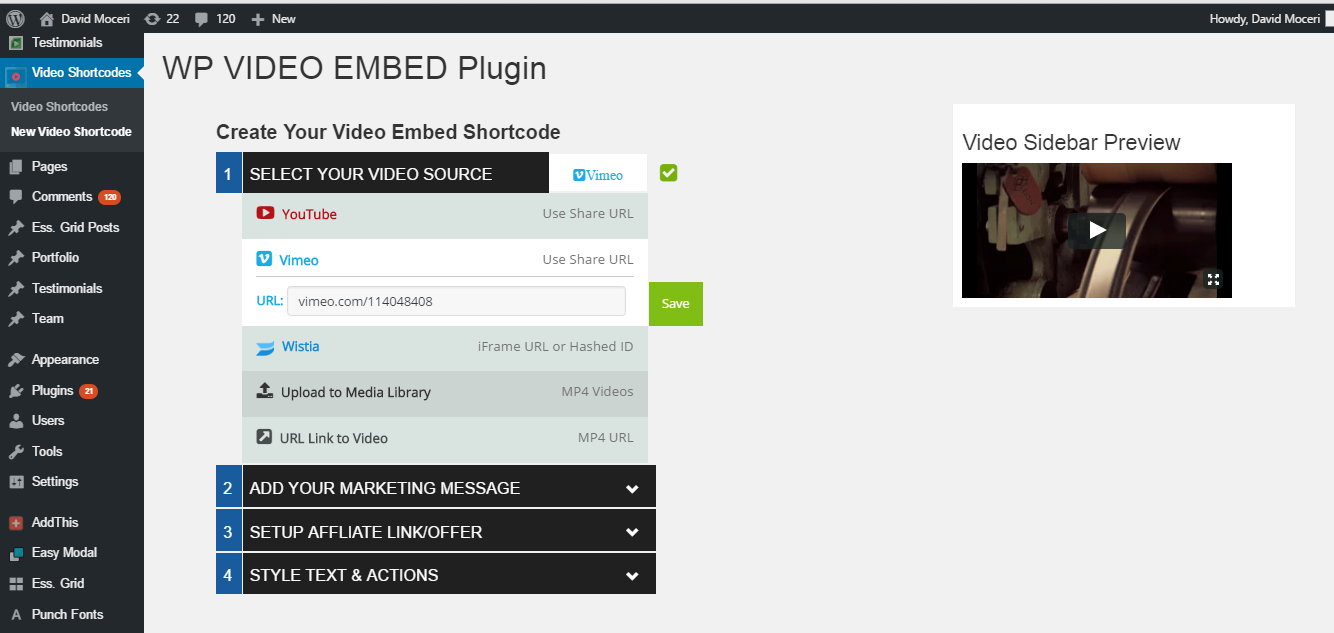 David Moceri 22 120 New Howdy, David Moceri
Testimonials
Video Shortcodes
Video Shortcodes
New Video Shortcode
Pages
Comments 120
Ess. Grid Posts
Portfolio
Testimonials
Team
Appearance
Plugins 21
Users
Tools
Settings
AddThis
Easy Modal
Ess. Grid
Punch Fonts
WP VIDEO EMBED Plugin
Create Your Video Embed Shortcode
1 SELECT YOUR VIDEO SOURCE Vimeo
YouTube Use Share URL
Vimeo Use Share URL
URL: vimeo.com/114048408 Save
Wistia iFrame URL or Hashed ID
Upload to Media Library MP4 Videos
URL Link to Video MP4 URL
2 ADD YOUR MARKETING MESSAGE
3 SETUP AFFLIATE LINK/OFFER
4 STYLE TEXT & ACTIONS
Video Sidebar Preview